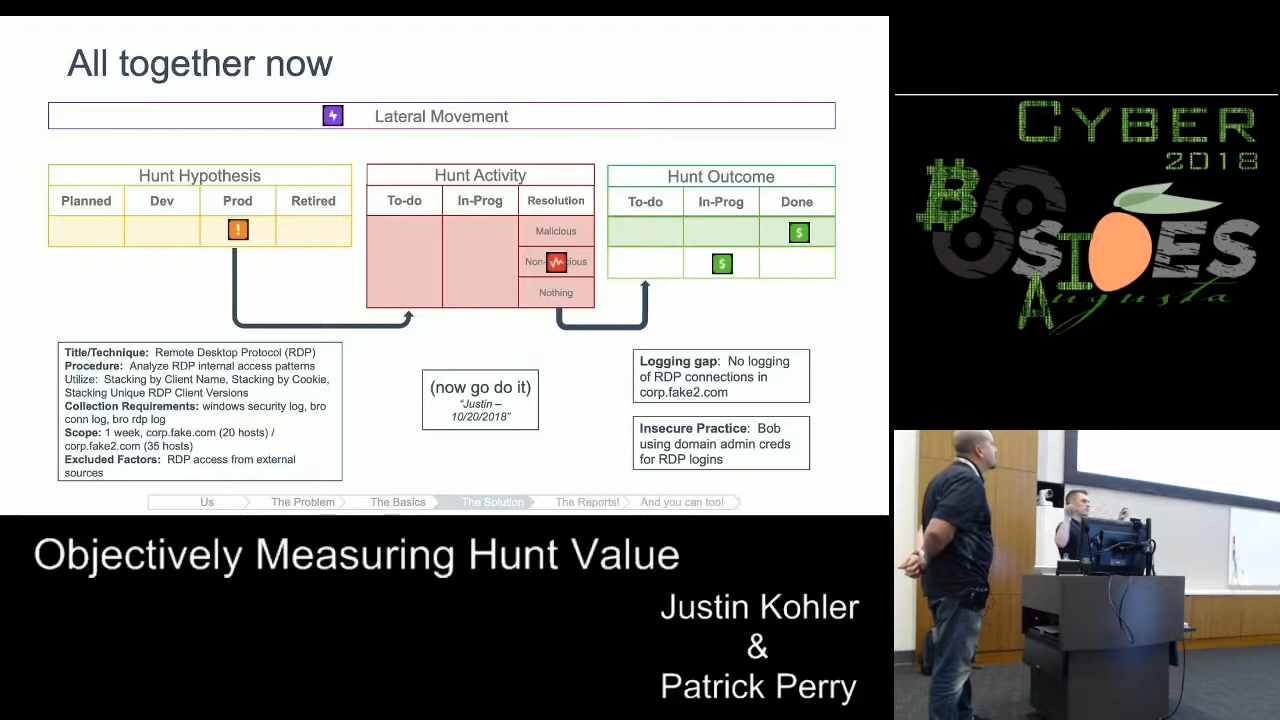 All together now
Lateral Movement
Hunt Hypothesis
Planned
Dev
Prod
Retired
Hunt Activity
To-do
In-Prog
Resolution
Malicious
Nothing
Hunt Outcome
To-do
In-Prog
Done
Title/Technique: Remote Desktop Protocol (RDP)
Procedure: Analyze RDP internal access patterns
Utilize: Stacking by Client Name, Stacking by Cookie,
Stacking Unique RDP Client Versions
Collection Requirements: windows security log, bro
conn log, bro rdp log
Scope: 1 week, corp.fake.com (20 hosts) /
corp.fake2.com (35 hosts)
Excluded Factors: RDP access from external
sources
(now go do it)
"Justin –
10/20/2018"
Logging gap: No logging
of RDP connections in
corp.fake2.com
Insecure Practice: Bob
using domain admin creds
for RDP logins
Us
The Problem
The Basics
The Solution
The Reports!
And you can too!
Objectively Measuring Hunt Value
Justin Kohler
&
Patrick Perry
CYBER
2018
BSIDES
Augusta